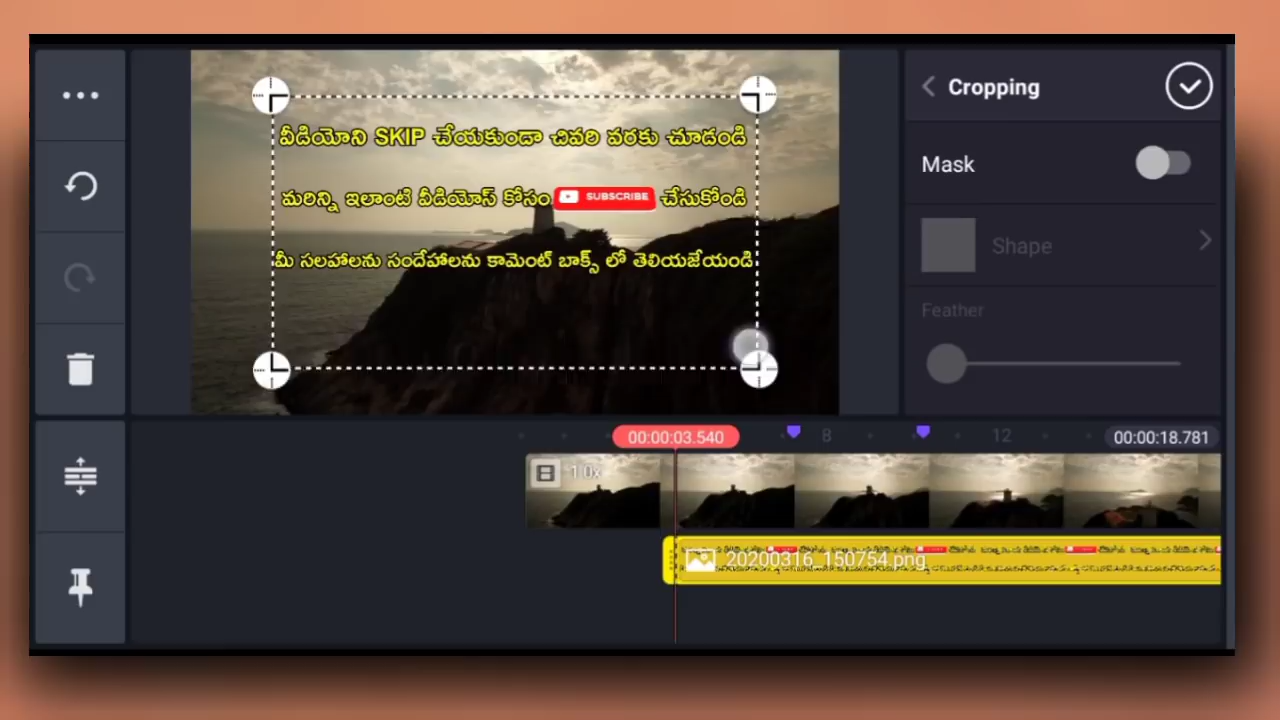 Cropping
వీడియోని SKIP చేయకుండా చివరి వరకు చూడండి
Mask
మరిన్ని ఇలాంటి వీడియోస్ కోసం SUBSCRIBE చేసుకోండి
Shape
మీ సలహాలను సందేహాలను కామెంట్ బాక్స్ లో తెలియజేయండి
Feather
00:00:03.540 8 12 00:00:18.781
1.0x
20200316_150754.png